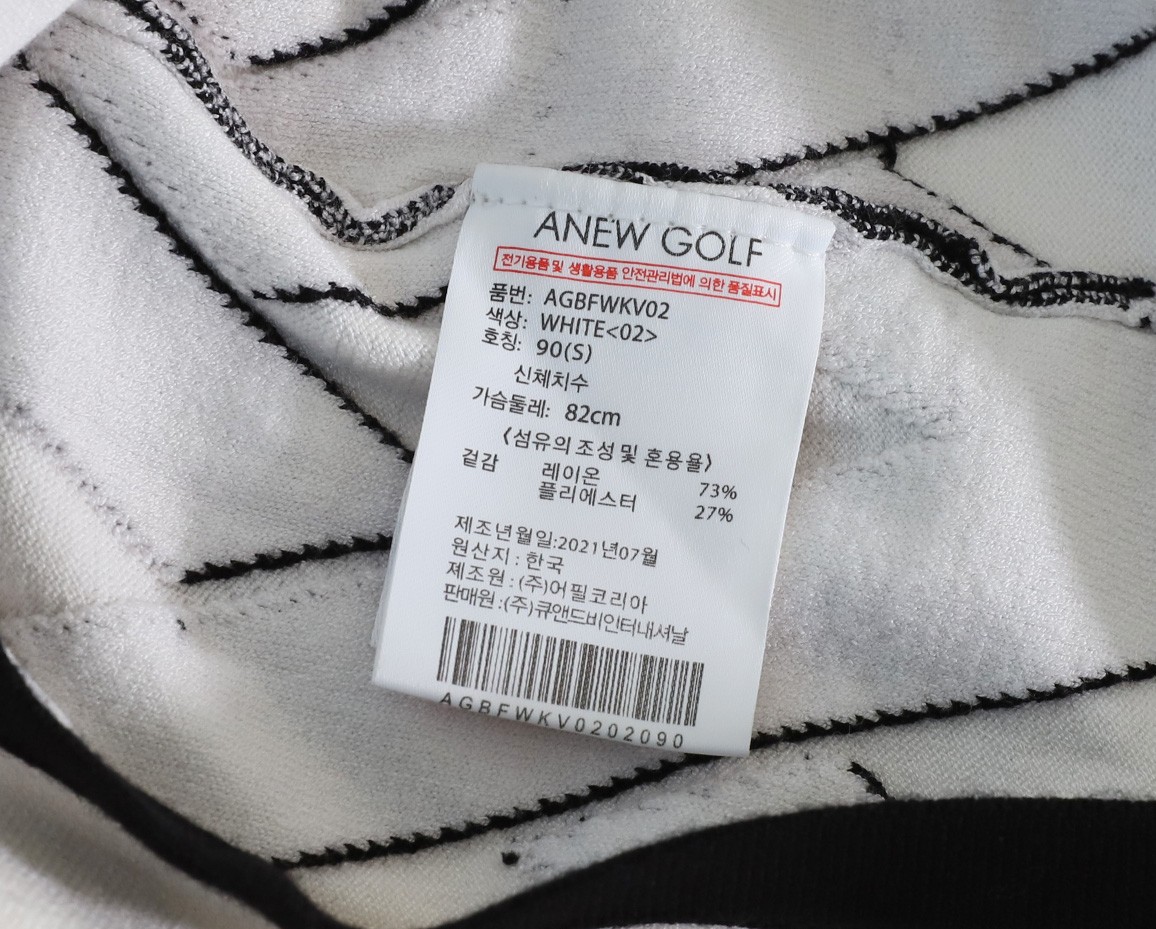 ANEW GOLF
전기용품 및 생활용품 안전관리법에 의한 품질표시
품번: AGBFWKV02
색상: WHITE<02>
호칭: 90(S)
신체치수
가슴둘레: 82cm
〈섬유의 조성 및 혼용율〉
겉감 레이온 73%
폴리에스터 27%
제조년월일:2021년07월
원산지 : 한국
제조원 : (주)어필코리아
판매원 : (주)큐앤드비인터내셔날
AGBFWKV0202090